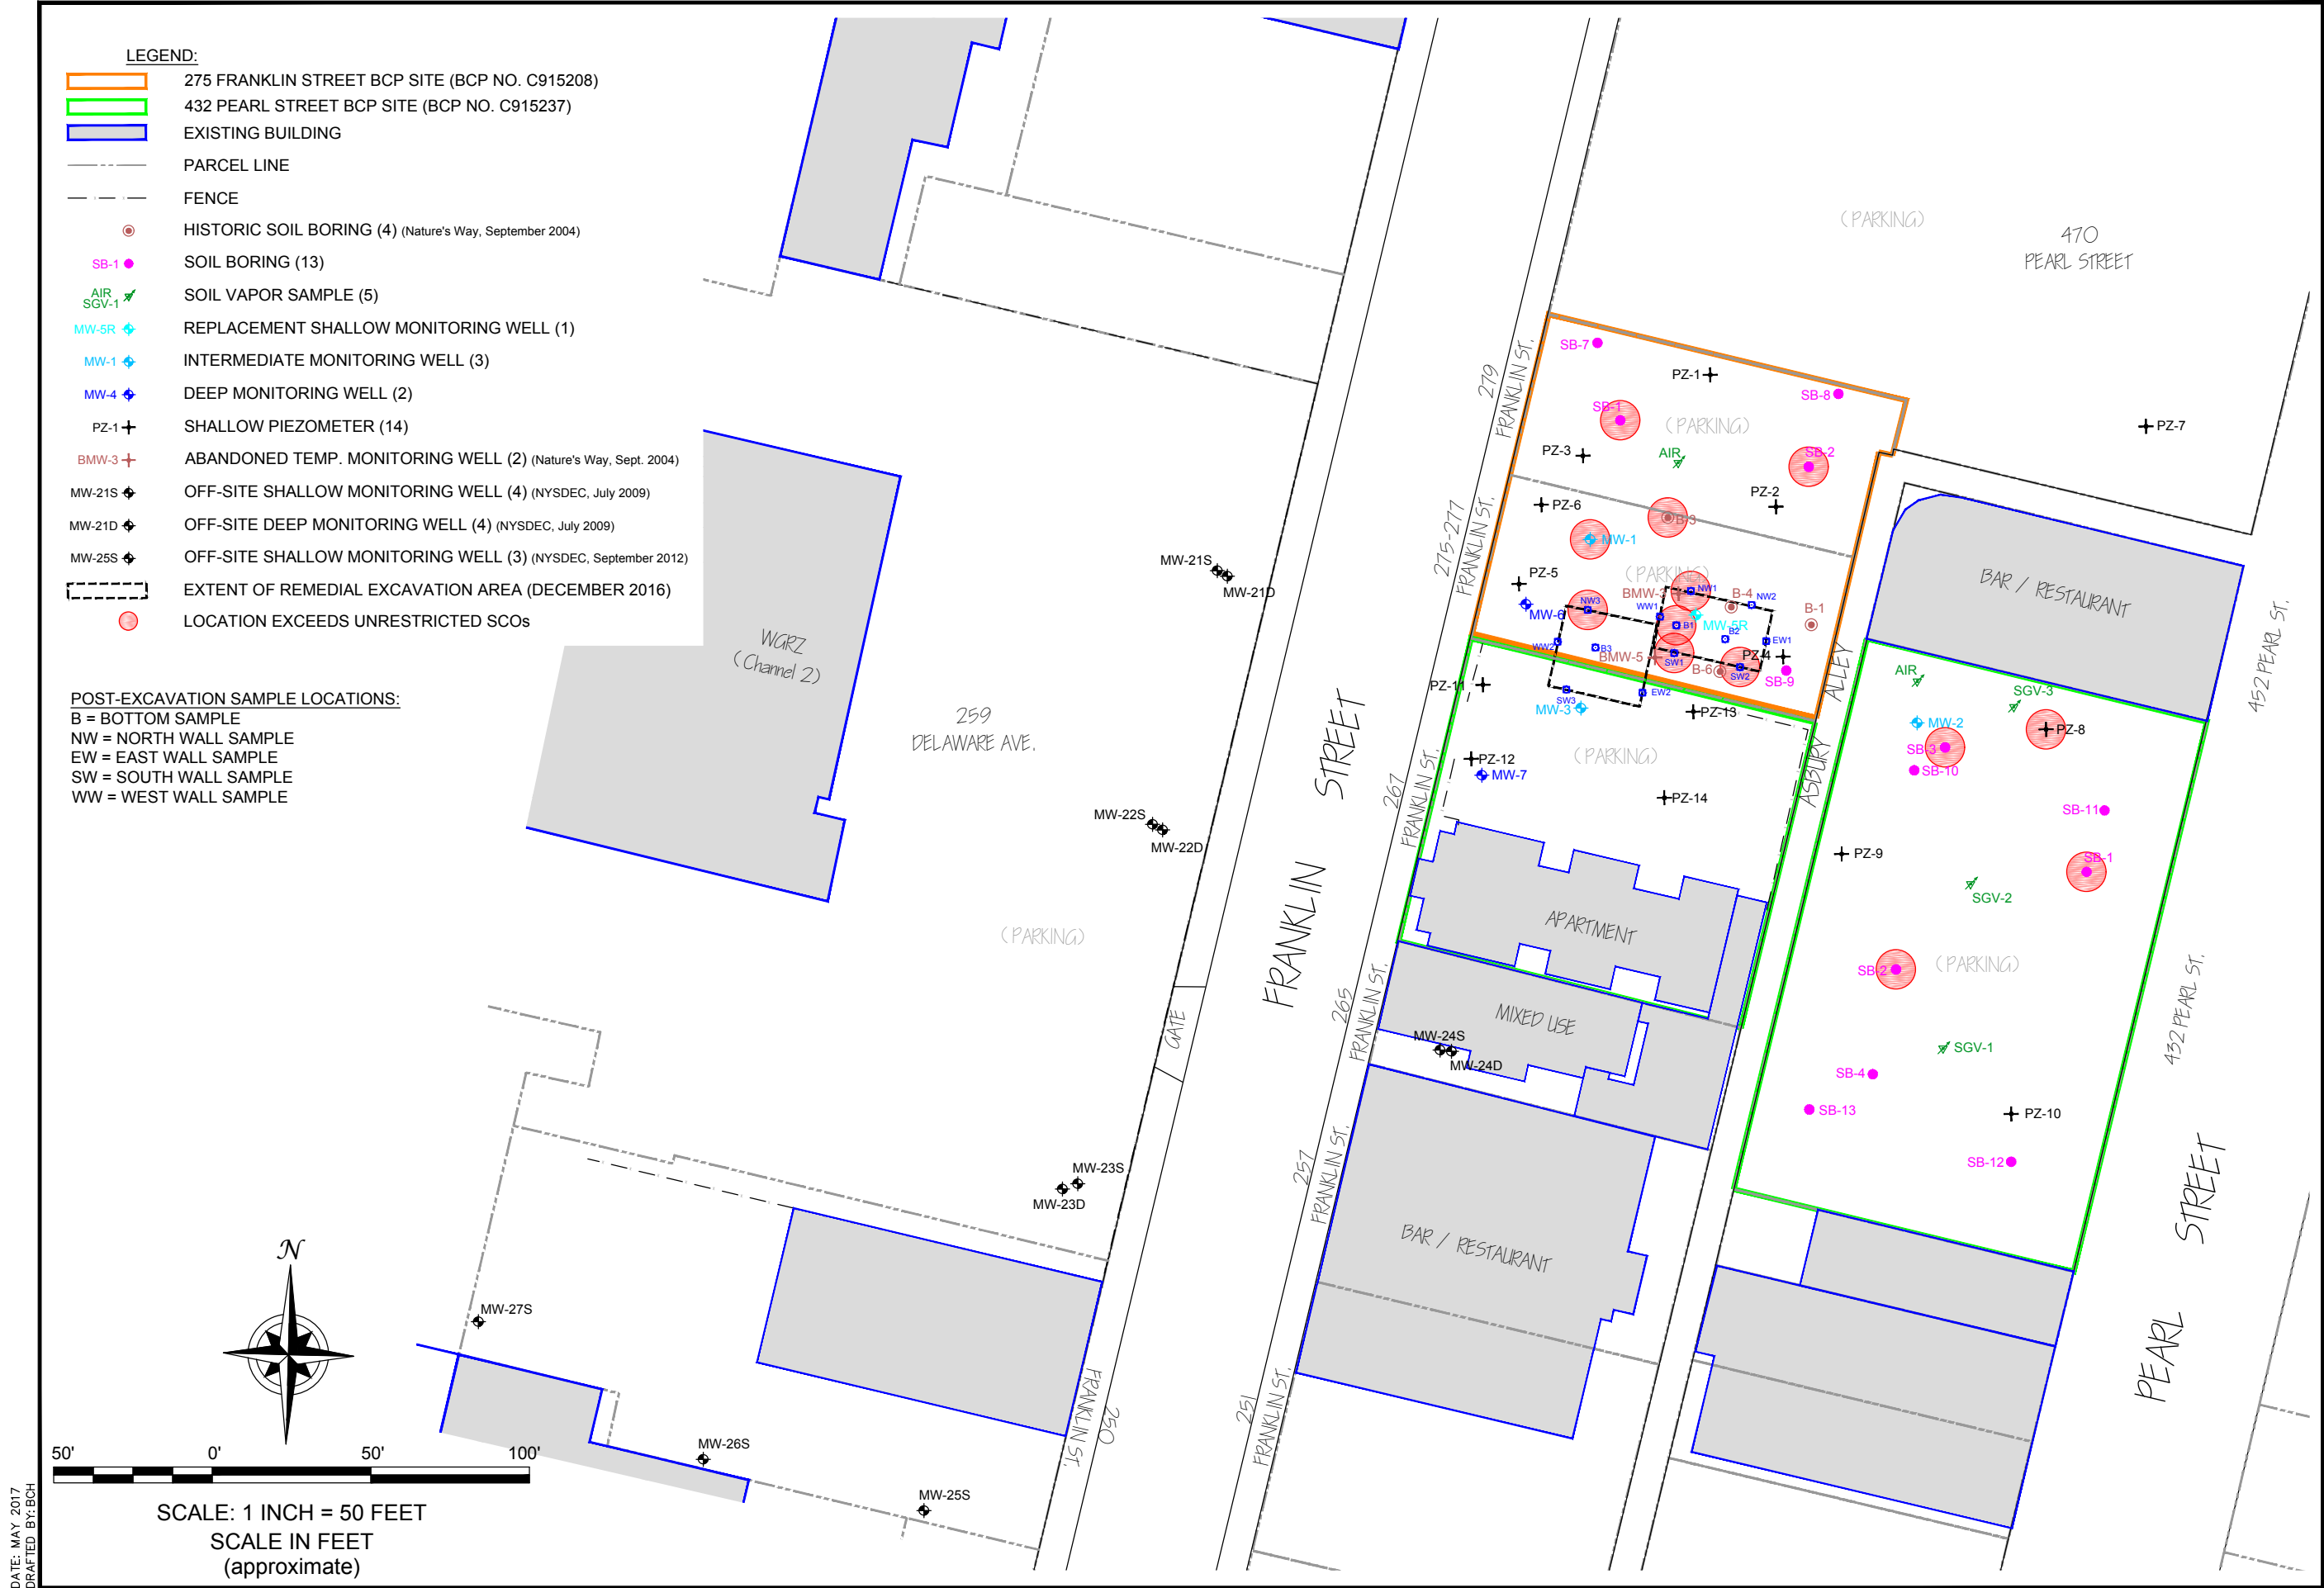 LEGEND:
275 FRANKLIN STREET BCP SITE (BCP NO. C915208)
432 PEARL STREET BCP SITE (BCP NO. C915237)
EXISTING BUILDING
PARCEL LINE
FENCE
HISTORIC SOIL BORING (4) (Nature's Way, September 2004)
SB-1 SOIL BORING (13)
AIR
SGV-1 SOIL VAPOR SAMPLE (5)
MW-5R REPLACEMENT SHALLOW MONITORING WELL (1)
MW-1 INTERMEDIATE MONITORING WELL (3)
MW-4 DEEP MONITORING WELL (2)
PZ-1 SHALLOW PIEZOMETER (14)
BMW-3 ABANDONED TEMP. MONITORING WELL (2) (Nature's Way, Sept. 2004)
MW-21S OFF-SITE SHALLOW MONITORING WELL (4) (NYSDEC, July 2009)
MW-21D OFF-SITE DEEP MONITORING WELL (4) (NYSDEC, July 2009)
MW-25S OFF-SITE SHALLOW MONITORING WELL (3) (NYSDEC, September 2012)
EXTENT OF REMEDIAL EXCAVATION AREA (DECEMBER 2016)
LOCATION EXCEEDS UNRESTRICTED SCOs
POST-EXCAVATION SAMPLE LOCATIONS:
B = BOTTOM SAMPLE
NW = NORTH WALL SAMPLE
EW = EAST WALL SAMPLE
SW = SOUTH WALL SAMPLE
WW = WEST WALL SAMPLE
(PARKING)
470
PEARL STREET
279
FRANKLIN ST.
SB-7
PZ-1
SB-8
SB-1
(PARKING)
PZ-7
PZ-3
AIR
SB-2
PZ-2
275-277
FRANKLIN ST.
PZ-6
B-3
MW-1
(PARKING)
PZ-5
BMW-3
NW1
B-4
NW2
B-1
MW-6
NW3
WW1
MW-5R
B1
B2
EW1
WW2
B3
BMW-5
SW1
B-6
SW2
PZ-4
SB-9
PZ-11
SW3
EW2
MW-3
PZ-13
PZ-12
MW-7
(PARKING)
PZ-14
267
FRANKLIN ST.
ASBURY ALLEY
BAR / RESTAURANT
452 PEARL ST.
AIR
SGV-3
MW-2
PZ-8
SB-3
SB-10
SB-11
PZ-9
SB-1
SGV-2
SB-2
(PARKING)
432 PEARL ST.
SGV-1
SB-4
SB-13
PZ-10
SB-12
MW-21S
MW-21D
WGRZ
(Channel 2)
259
DELAWARE AVE.
MW-22S
MW-22D
(PARKING)
FRANKLIN STREET
APARTMENT
MIXED USE
265
FRANKLIN ST.
MW-24S
MW-24D
GATE
257
FRANKLIN ST.
BAR / RESTAURANT
MW-23S
MW-23D
PEARL STREET
251
FRANKLIN ST.
250
FRANKLIN ST.
MW-27S
MW-26S
MW-25S
N
50' 0' 50' 100'
SCALE: 1 INCH = 50 FEET
SCALE IN FEET
(approximate)
DATE: MAY 2017
DRAFTED BY: BCH